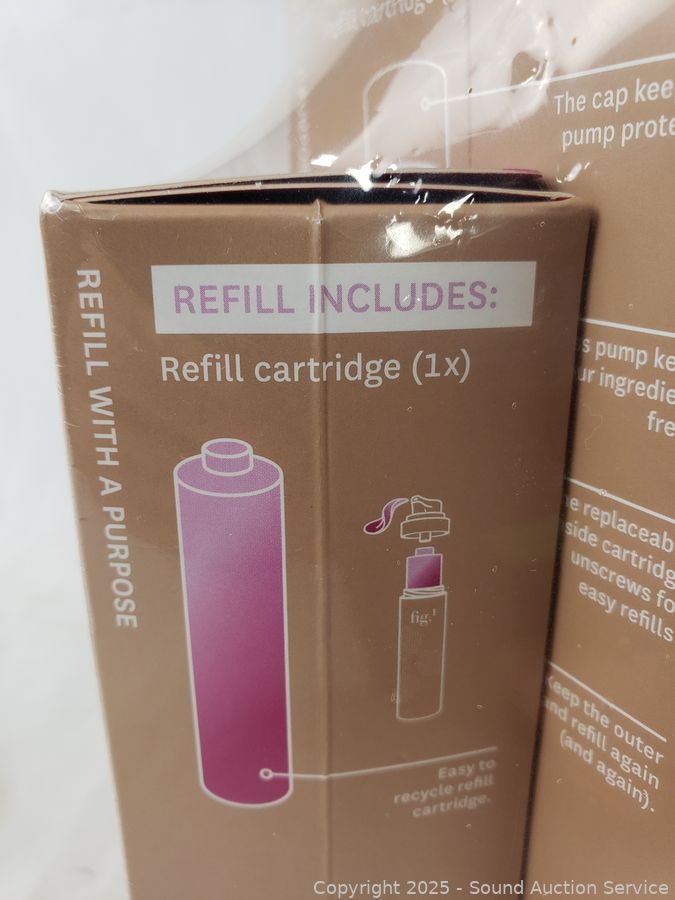 refill cartridge
The cap kee
pump prote
REFILL INCLUDES:
Refill cartridge (1x)
REFILL WITH A PURPOSE
s pump ke
ur ingredie
fre
e replaceab
side cartridg
unscrews fo
easy refills
fig.¹
Keep the outer
and refill again
(and again).
Easy to
recycle refill
cartridge.
Copyright 2025 - Sound Auction Service